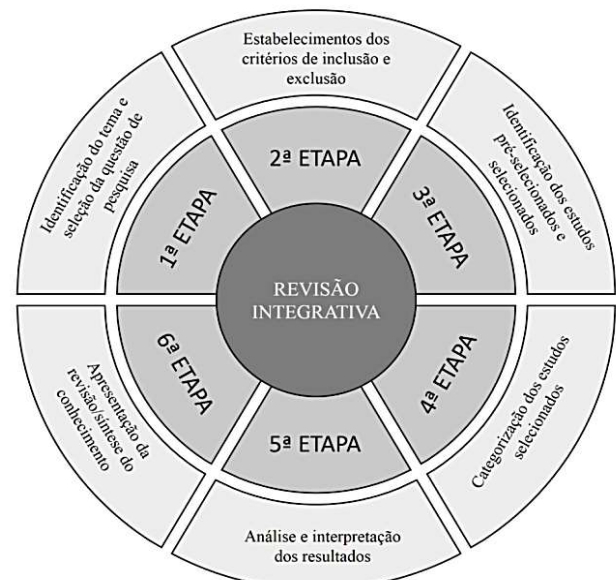 Estabelecimentos dos
critérios de inclusão e
exclusão
2ª ETAPA
Identificação do tema e
seleção da questão de
pesquisa
1ª ETAPA
Identificação dos estudos
pré-selecionados e
selecionados
3ª ETAPA
REVISÃO
INTEGRATIVA
Apresentação da
revisão/síntese do
conhecimento
6ª ETAPA
4ª ETAPA
Categorização dos estudos
selecionados
5ª ETAPA
Análise e interpretação
dos resultados